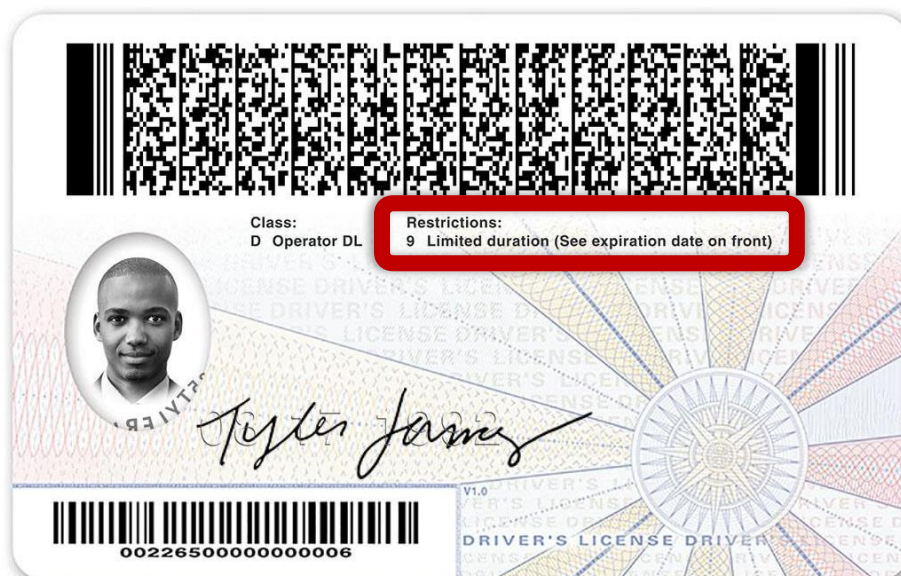 Class:
D Operator DL
Restrictions:
9 Limited duration (See expiration date on front)
Tyler James
V1.0
DRIVER'S LICENSE DRIVER
00226500000000006